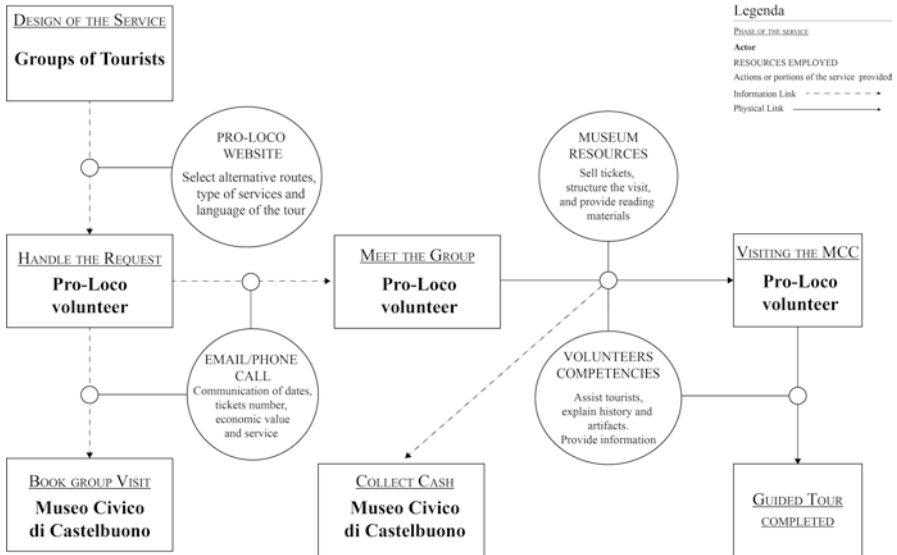 DESIGN OF THE SERVICE
Groups of Tourists
Legenda
PHASE OF THE SERVICE
Actor
RESOURCES EMPLOYED
Actions or portions of the service provided
Information Link
Physical Link
PRO-LOCO
WEBSITE
Select alternative routes,
type of services and
language of the tour
MUSEUM
RESOURCES
Sell tickets,
structure the visit,
and provide reading
materials
HANDLE THE REQUEST
Pro-Loco
volunteer
MEET THE GROUP
Pro-Loco
volunteer
VISITING THE MCC
Pro-Loco
volunteer
EMAIL/PHONE
CALL
Communication of dates,
tickets number,
economic value
and service
VOLUNTEERS
COMPETENCIES
Assist tourists,
explain history and
artifacts.
Provide information
BOOK GROUP VISIT
Museo Civico
di Castelbuono
COLLECT CASH
Museo Civico
di Castelbuono
GUIDED TOUR
COMPLETED